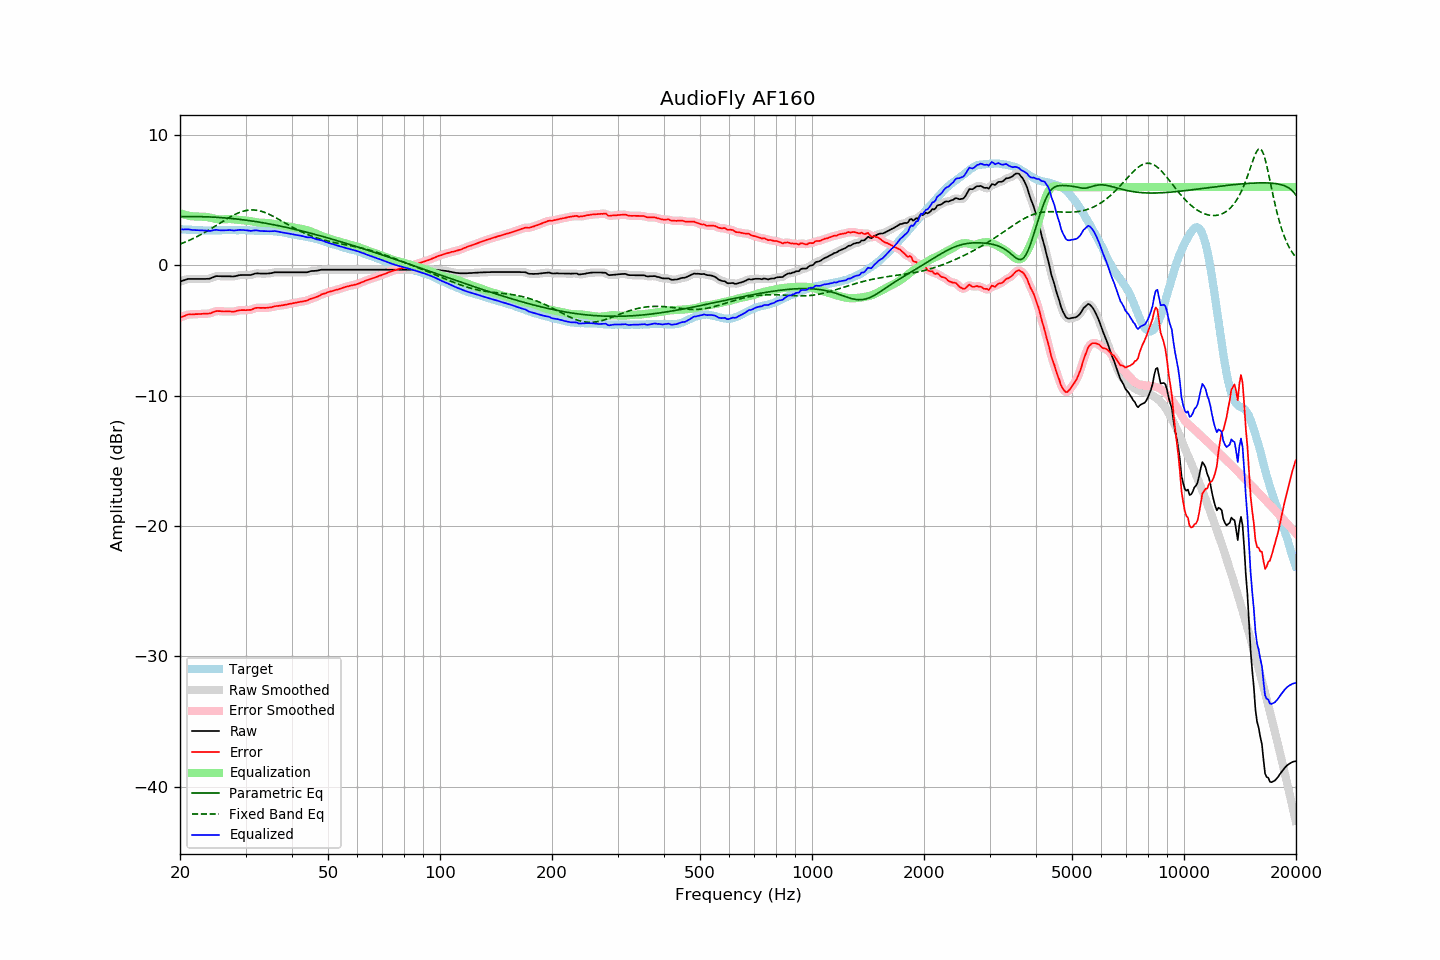 AudioFly AF160
Amplitude (dBr)
10
0
−10
−20
−30
−40
Target
Raw Smoothed
Error Smoothed
Raw
Error
Equalization
Parametric Eq
Fixed Band Eq
Equalized
20 50 100 200 500 1000 2000 5000 10000 20000
Frequency (Hz)